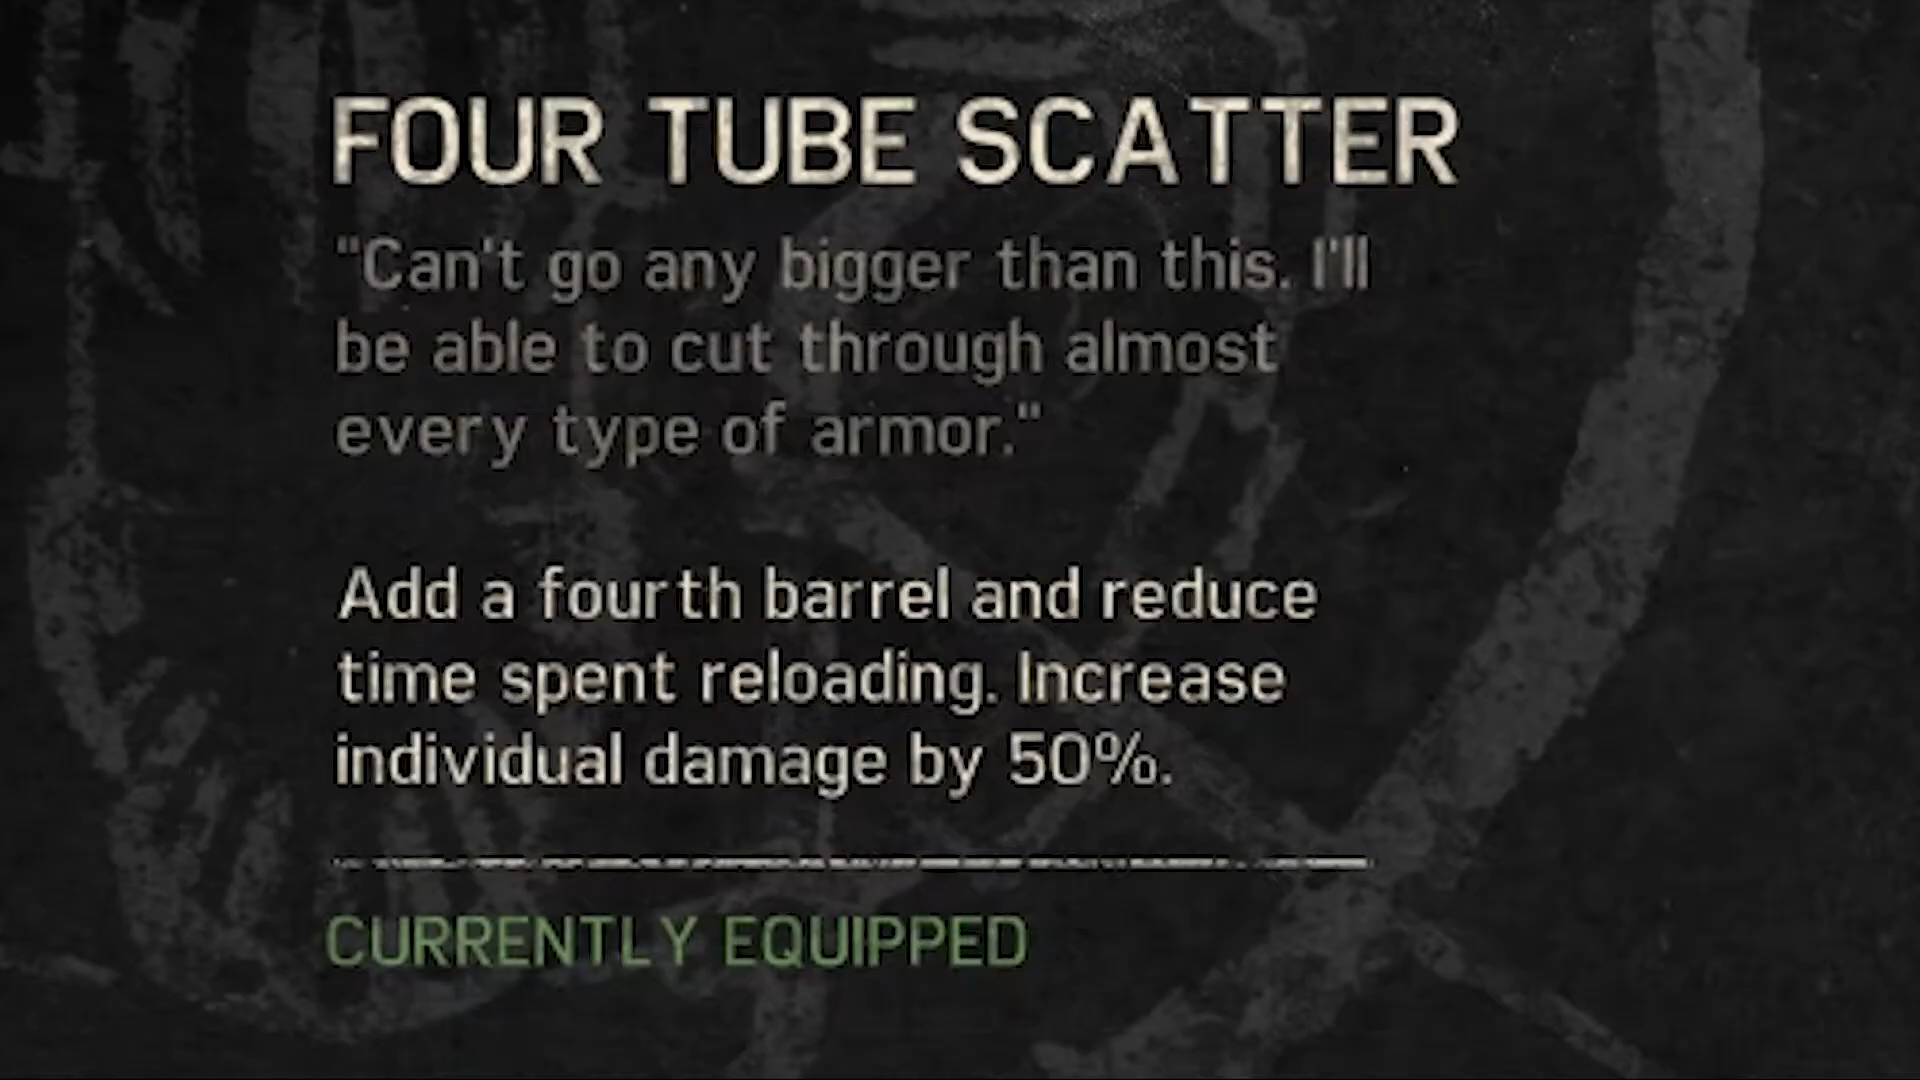 FOUR TUBE SCATTER
"Can't go any bigger than this. I'll
be able to cut through almost
every type of armor."
Add a fourth barrel and reduce
time spent reloading. Increase
individual damage by 50%.
CURRENTLY EQUIPPED